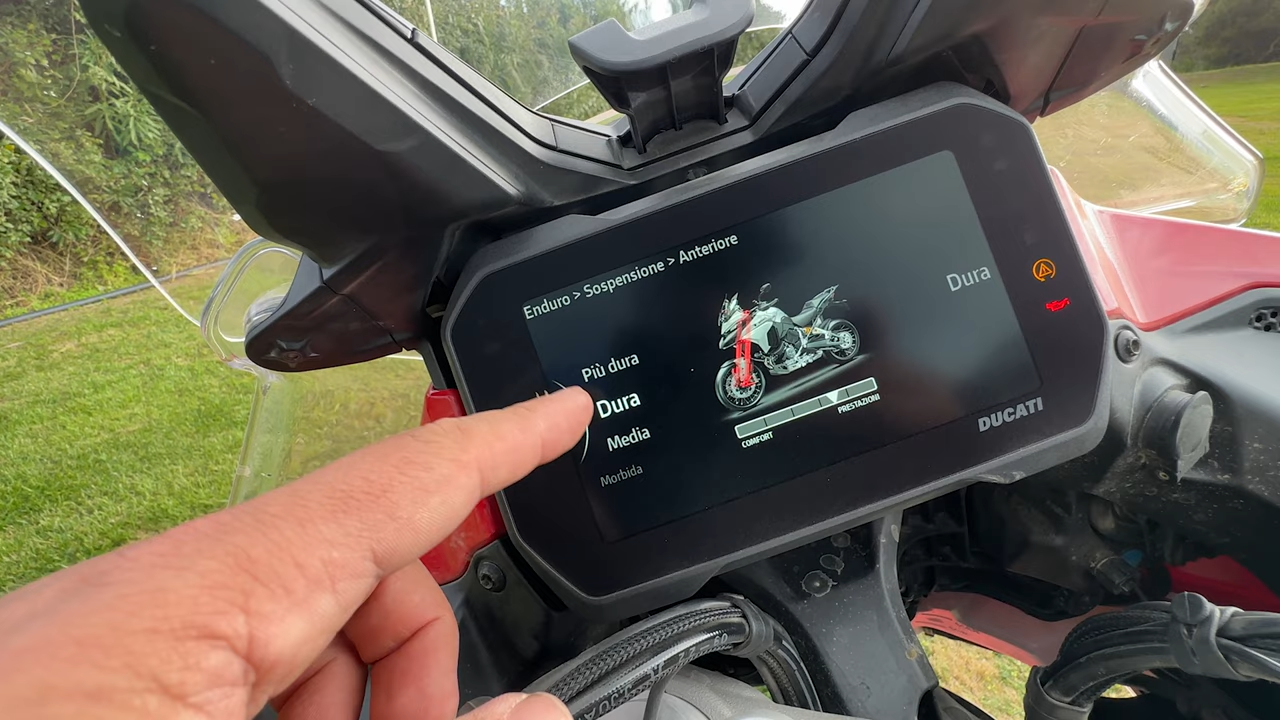 Enduro > Sospensione > Anteriore
Dura
Più dura
Dura
Media
Morbida
PRESTAZIONI
COMFORT
DUCATI